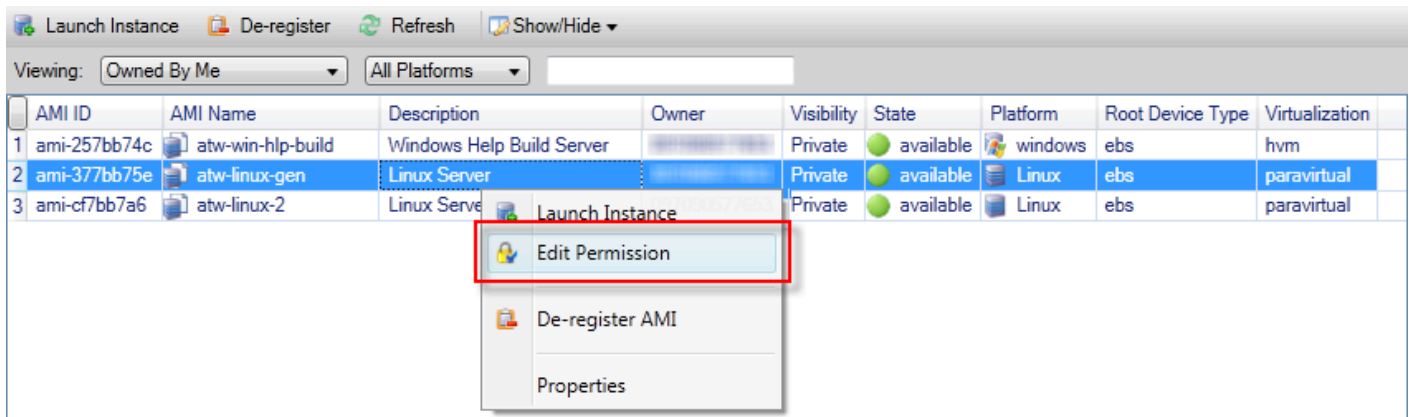 Launch Instance De-register Refresh Show/Hide
Viewing: Owned By Me All Platforms
AMI ID AMI Name Description Owner Visibility State Platform Root Device Type Virtualization
1 ami-257bb74c atw-win-hlp-build Windows Help Build Server Private available windows ebs hvm
2 ami-377bb75e atw-linux-gen Linux Server Private available Linux ebs paravirtual
3 ami-cf7bb7a6 atw-linux-2 Linux Serve Private available Linux ebs paravirtual
Launch Instance
Edit Permission
De-register AMI
Properties